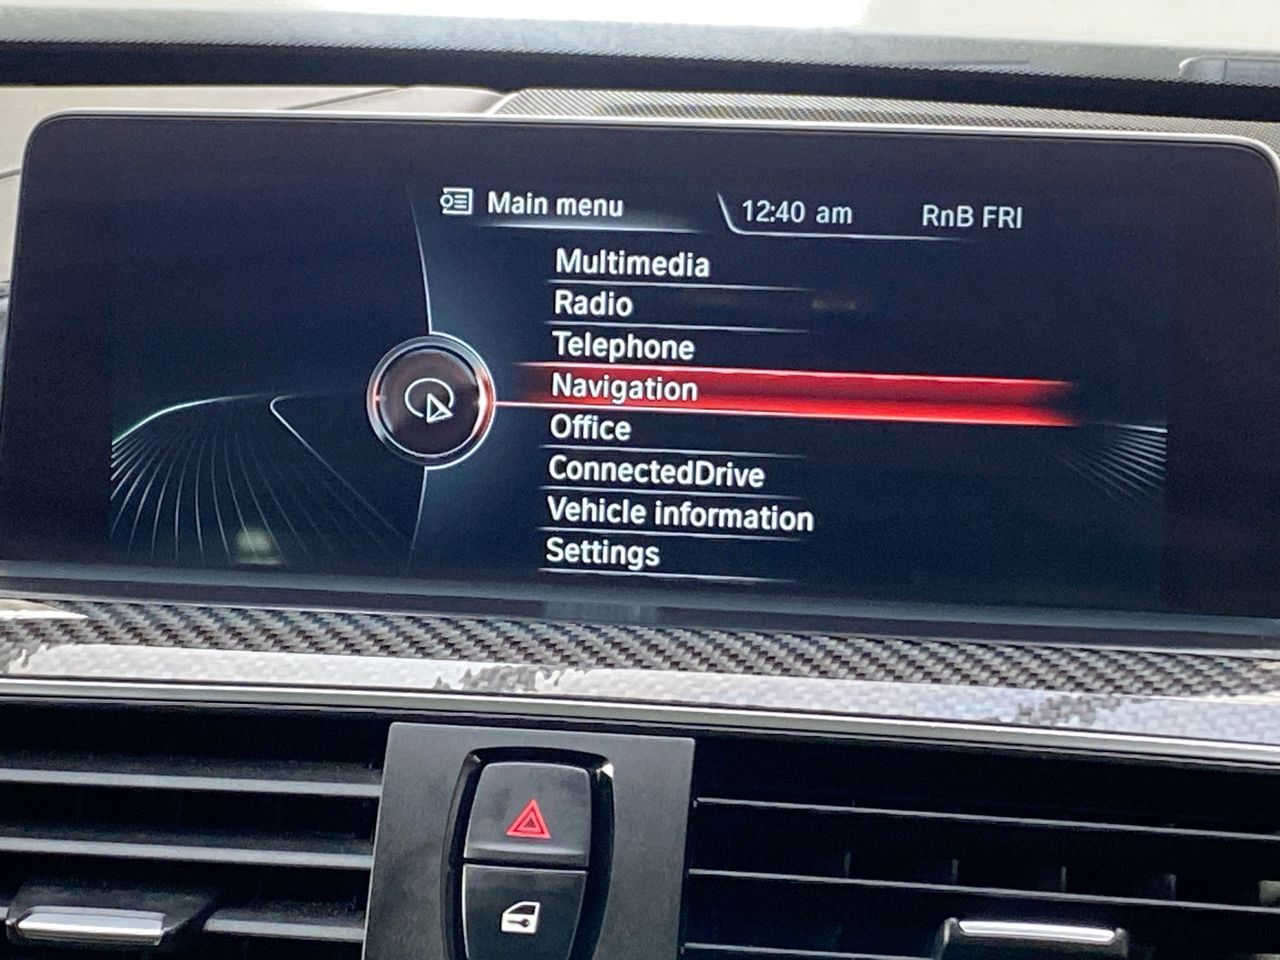 Main menu
12:40 am
RnB FRI
Multimedia
Radio
Telephone
Navigation
Office
ConnectedDrive
Vehicle information
Settings